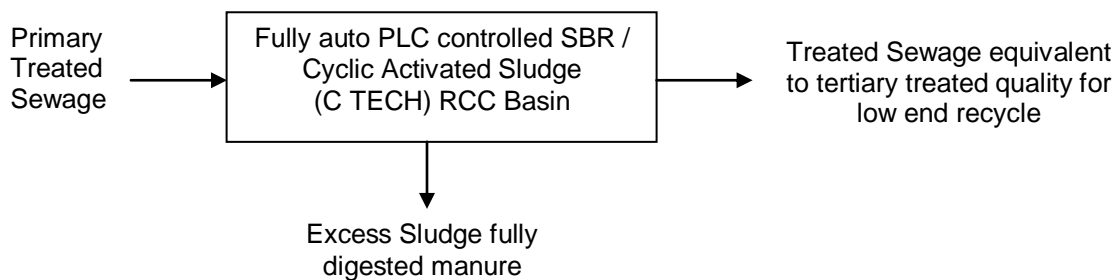 Primary
Treated
Sewage
Fully auto PLC controlled SBR /
Cyclic Activated Sludge
(C TECH) RCC Basin
Treated Sewage equivalent
to tertiary treated quality for
low end recycle
Excess Sludge fully
digested manure